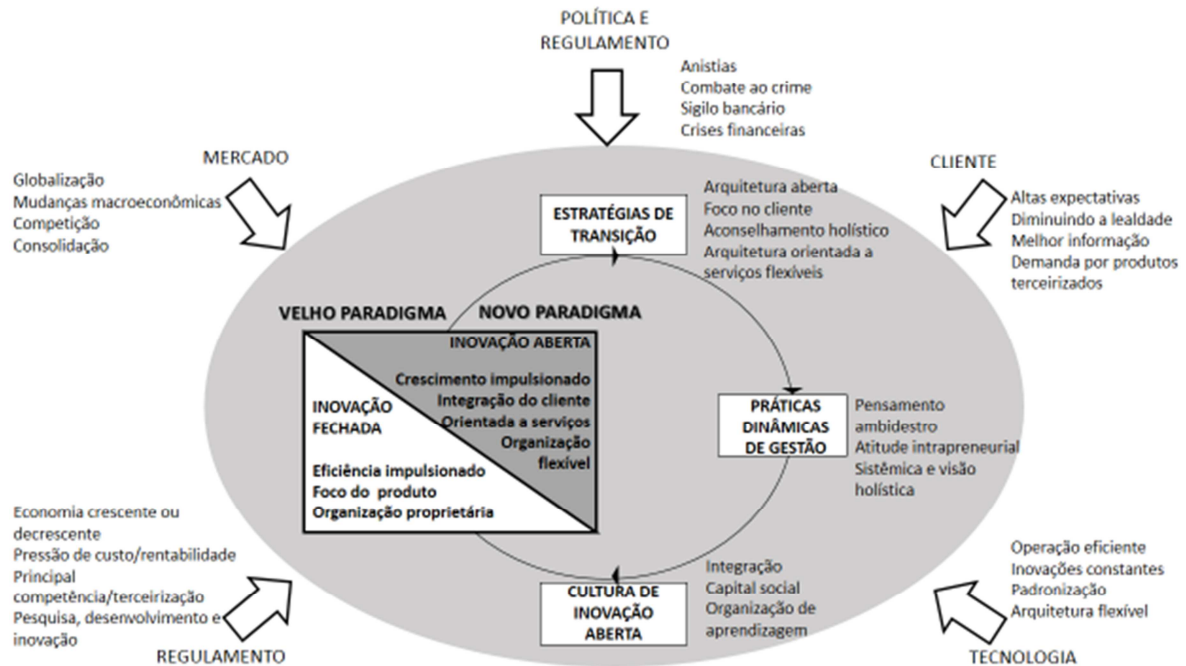 POLÍTICA E
REGULAMENTO
Anistias
Combate ao crime
Sigilo bancário
Crises financeiras
MERCADO
Globalização
Mudanças macroeconômicas
Competição
Consolidação
CLIENTE
Altas expectativas
Diminuindo a lealdade
Melhor informação
Demanda por produtos
terceirizados
ESTRATÉGIAS DE
TRANSIÇÃO
Arquitetura aberta
Foco no cliente
Aconselhamento holístico
Arquitetura orientada a
serviços flexíveis
VELHO PARADIGMA
NOVO PARADIGMA
INOVAÇÃO ABERTA
Crescimento impulsionado
Integração do cliente
Orientada a serviços
Organização
flexível
INOVAÇÃO
FECHADA
Eficiência impulsionado
Foco do produto
Organização proprietária
PRÁTICAS
DINÂMICAS
DE GESTÃO
Pensamento
ambidestro
Atitude intrapreneurial
Sistêmica e visão
holística
CULTURA DE
INOVAÇÃO
ABERTA
Integração
Capital social
Organização de
aprendizagem
Economia crescente ou
decrescente
Pressão de custo/rentabilidade
Principal
competência/terceirização
Pesquisa, desenvolvimento e
inovação
REGULAMENTO
Operação eficiente
Inovações constantes
Padronização
Arquitetura flexível
TECNOLOGIA